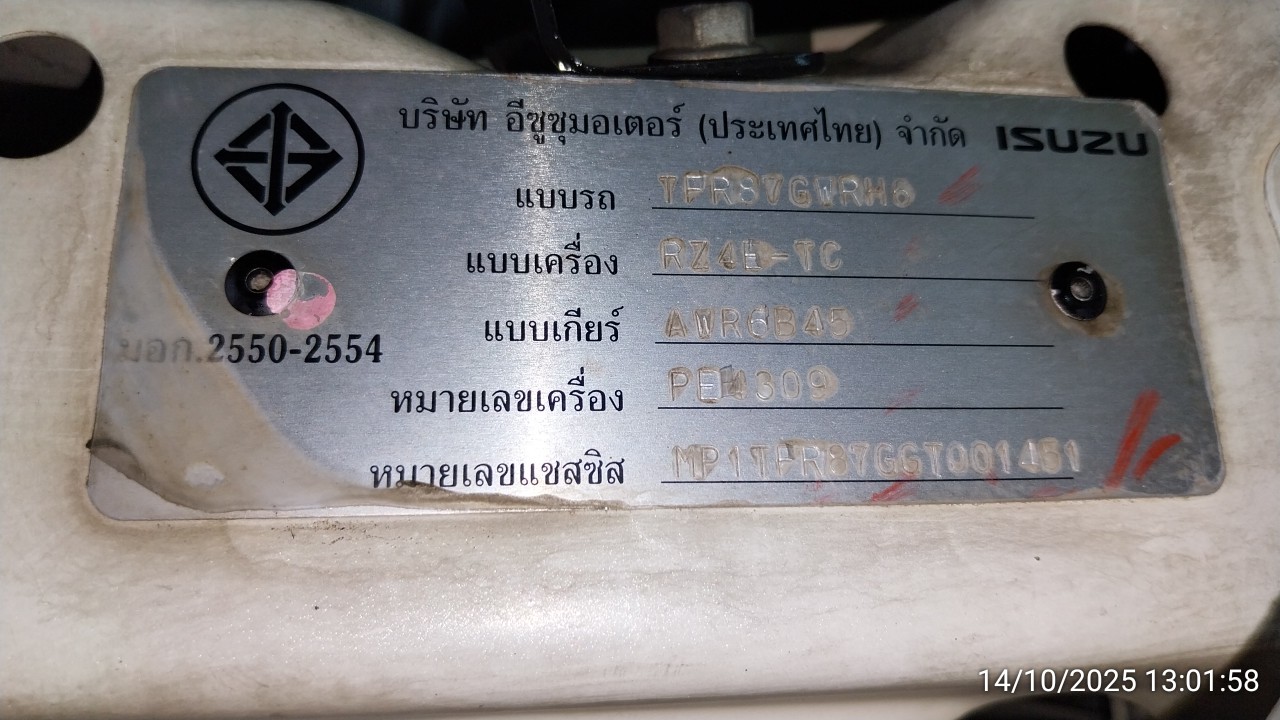 บริษัท อีซูซุมอเตอร์ (ประเทศไทย) จำกัด ISUZU
แบบรถ TFR87GWRH8
แบบเครื่อง RZ4E-TC
แบบเกียร์ AWR6B45
มอก.2550-2554
หมายเลขเครื่อง PE4309
หมายเลขแชสซิส MP1TFR87GGT001451
14/10/2025 13:01:58